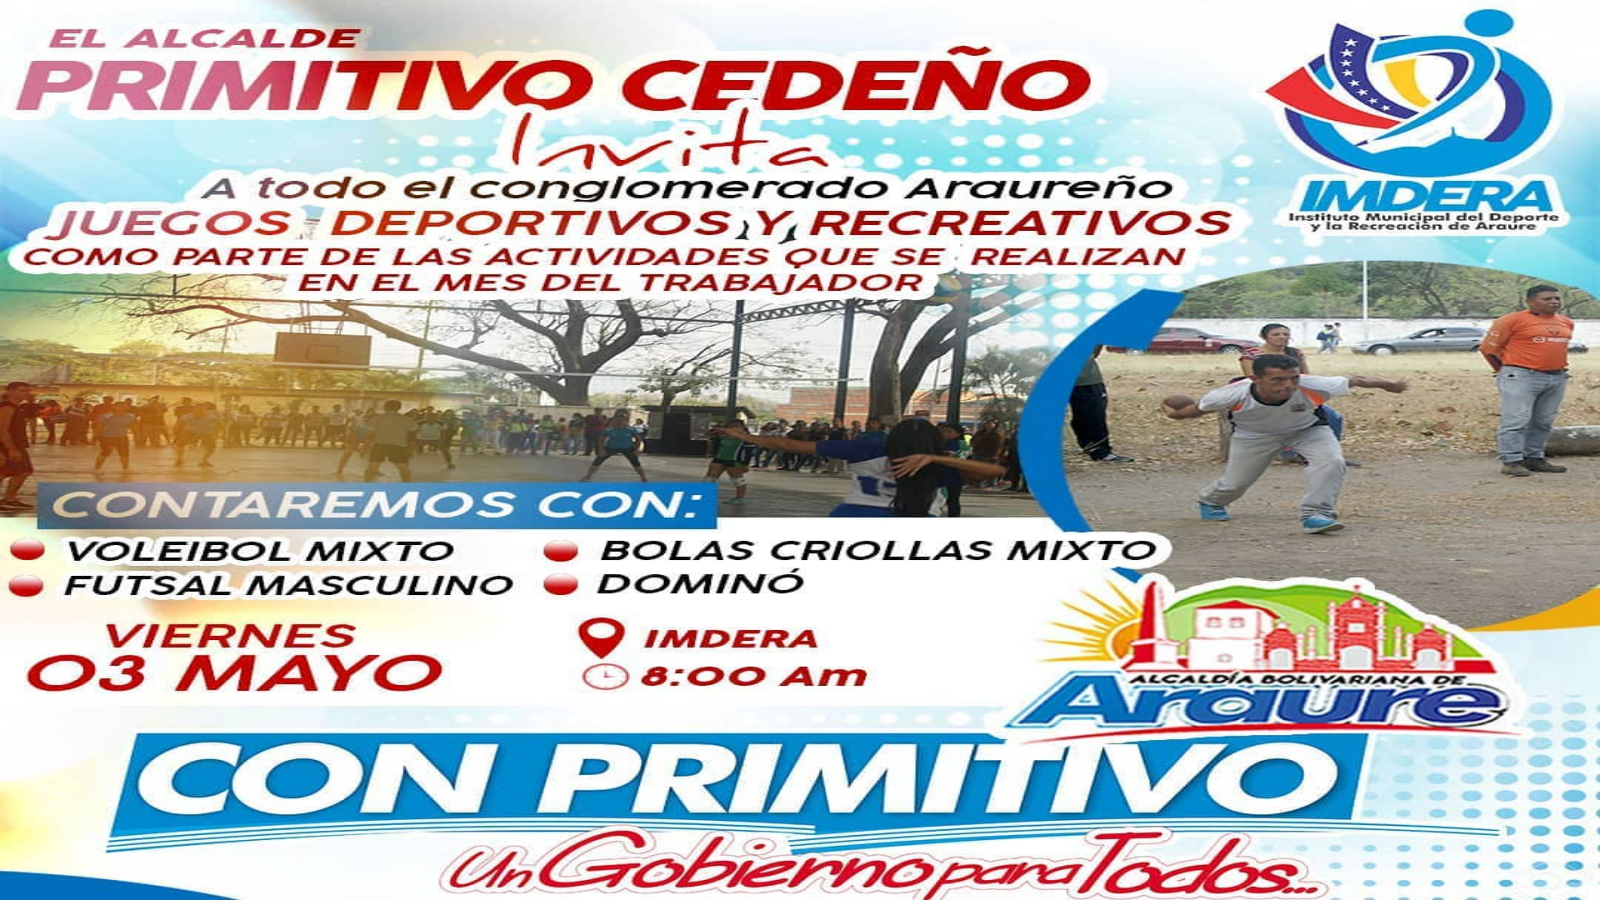 EL ALCALDE
PRIMITIVO CEDEÑO
Invita
A todo el conglomerado Araureño
JUEGOS DEPORTIVOS Y RECREATIVOS
COMO PARTE DE LAS ACTIVIDADES QUE SE REALIZAN
EN EL MES DEL TRABAJADOR
IMDERA
Instituto Municipal del Deporte
y la Recreación de Araure
CONTAREMOS CON:
VOLEIBOL MIXTO
FUTSAL MASCULINO
BOLAS CRIOLLAS MIXTO
DOMINÓ
VIERNES
03 MAYO
IMDERA
8:00 Am
ALCALDÍA BOLIVARIANA DE
Araure
CON PRIMITIVO
Un Gobierno para Todos...